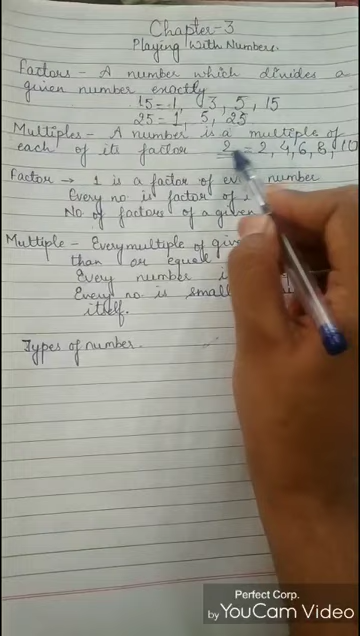 Chapter-3
Playing With Numbers.
Factors - A number which divides a
given number exactly
15 = 1, 3, 5, 15
25 = 1, 5, 25
Multiples - A number is a multiple of
each of its factor 2 = 2, 4, 6, 8, 10
Factor → 1 is a factor of number
Every no is factor of
No of factors of a given
Multiple - Every multiple of
than or equal
Every number
Every no is
itself.
Types of number.
Perfect Corp.
by YouCam Video